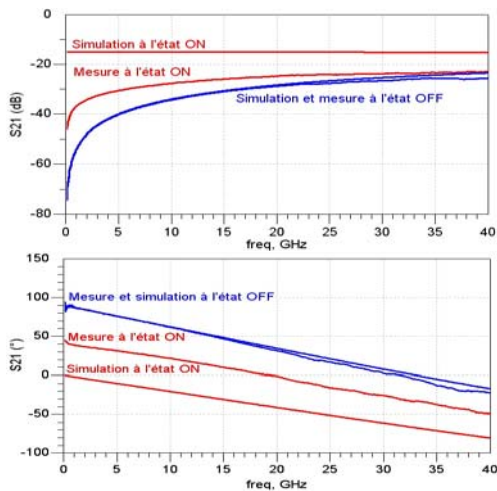 0
-20
-40
-60
-80
S21 (dB)
Simulation à l'état ON
Mesure à l'état ON
Simulation et mesure à l'état OFF
0 5 10 15 20 25 30 35 40
freq, GHz
150
100
50
0
-50
-100
S21 (°)
Mesure et simulation à l'état OFF
Mesure à l'état ON
Simulation à l'état ON
0 5 10 15 20 25 30 35 40
freq, GHz